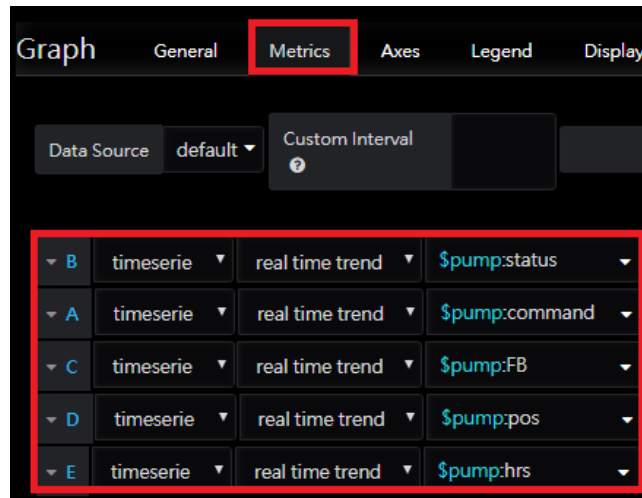 Graph General Metrics Axes Legend Display
Data Source default Custom Interval
B timeserie real time trend $pump:status
A timeserie real time trend $pump:command
C timeserie real time trend $pump:FB
D timeserie real time trend $pump:pos
E timeserie real time trend $pump:hrs